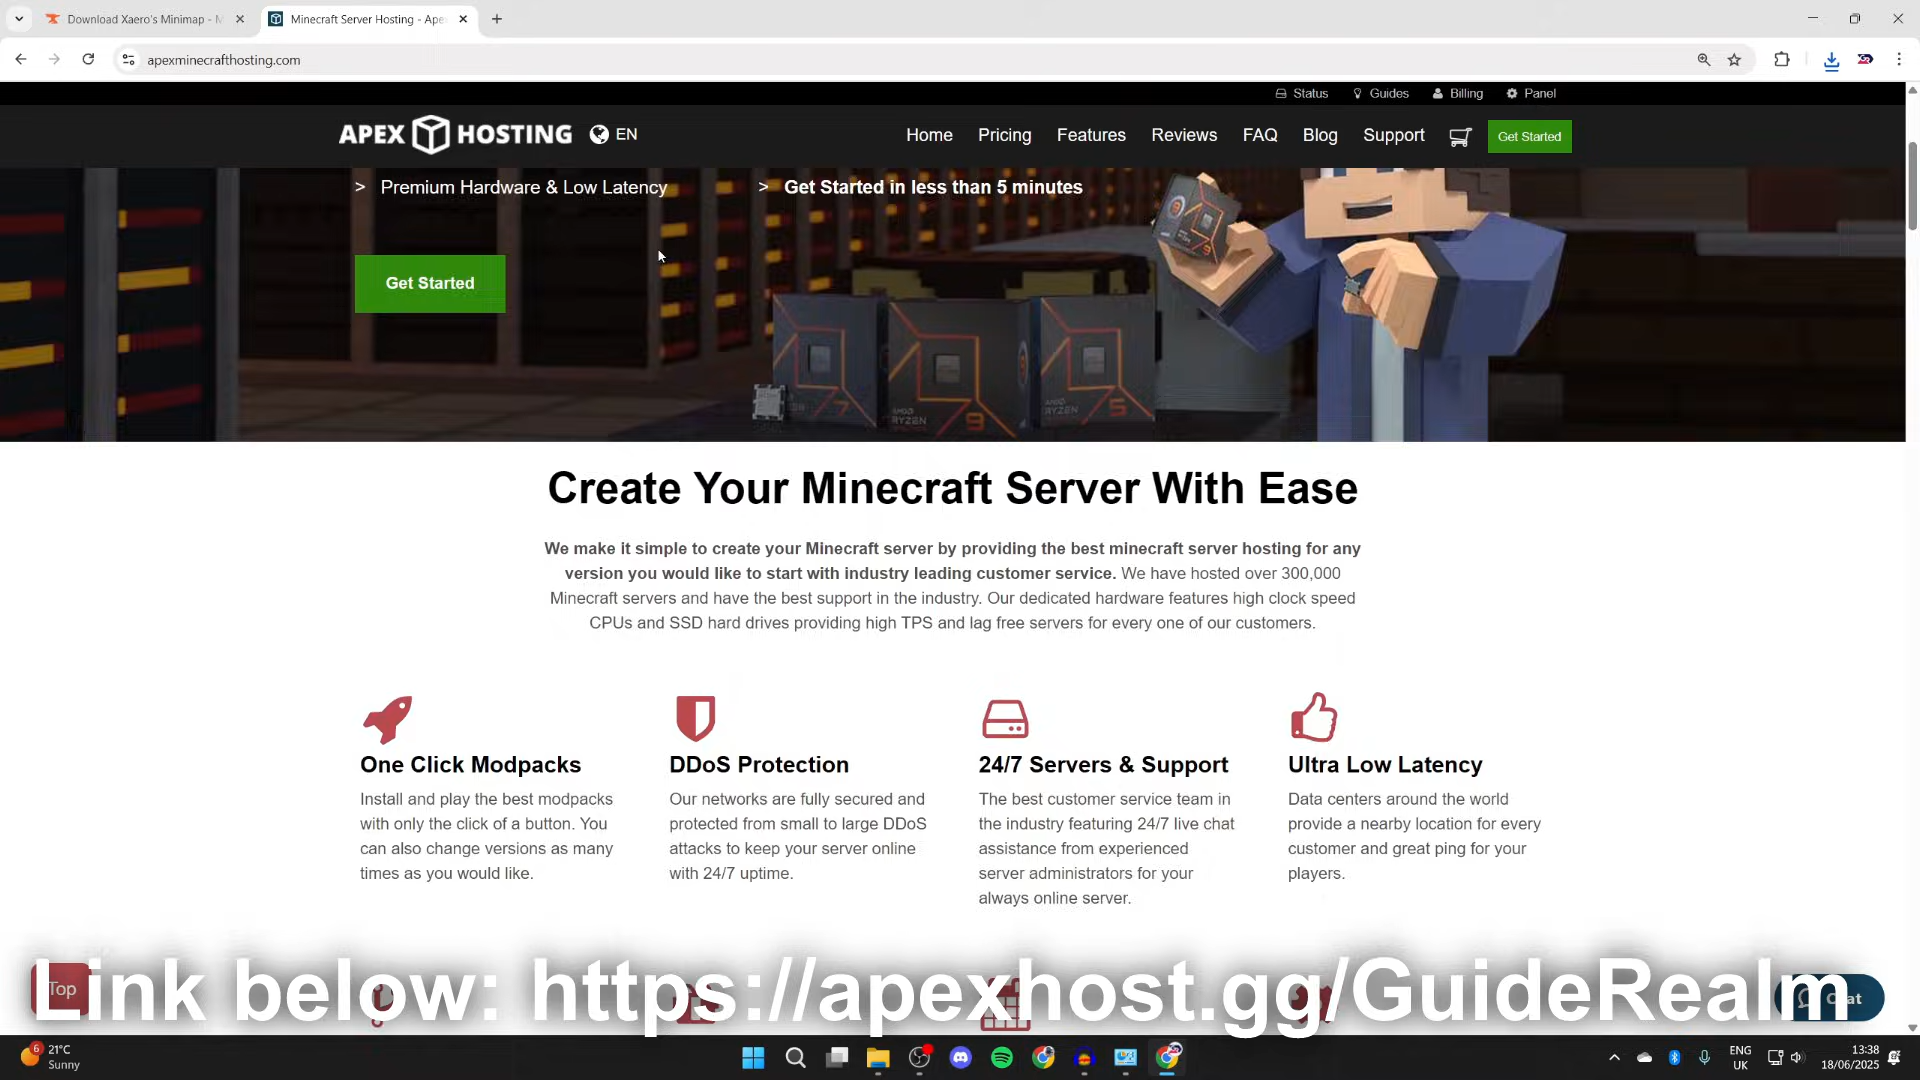 Download Xaero's Minimap - M
Minecraft Server Hosting - Ape
apexminecrafthosting.com
Status
Guides
Billing
Panel
APEX HOSTING
EN
Home
Pricing
Features
Reviews
FAQ
Blog
Support
Get Started
> Premium Hardware & Low Latency
> Get Started in less than 5 minutes
Get Started
AMD RYZEN 9
AMD RYZEN 5
Create Your Minecraft Server With Ease
We make it simple to create your Minecraft server by providing the best minecraft server hosting for any
version you would like to start with industry leading customer service. We have hosted over 300,000
Minecraft servers and have the best support in the industry. Our dedicated hardware features high clock speed
CPUs and SSD hard drives providing high TPS and lag free servers for every one of our customers.
One Click Modpacks
Install and play the best modpacks
with only the click of a button. You
can also change versions as many
times as you would like.
DDoS Protection
Our networks are fully secured and
protected from small to large DDoS
attacks to keep your server online
with 24/7 uptime.
24/7 Servers & Support
The best customer service team in
the industry featuring 24/7 live chat
assistance from experienced
server administrators for your
always online server.
Ultra Low Latency
Data centers around the world
provide a nearby location for every
customer and great ping for your
players.
Top
Link below: https://apexhost.gg/GuideRealm
6
21°C
Sunny
ENG
UK
13:38
18/06/2025